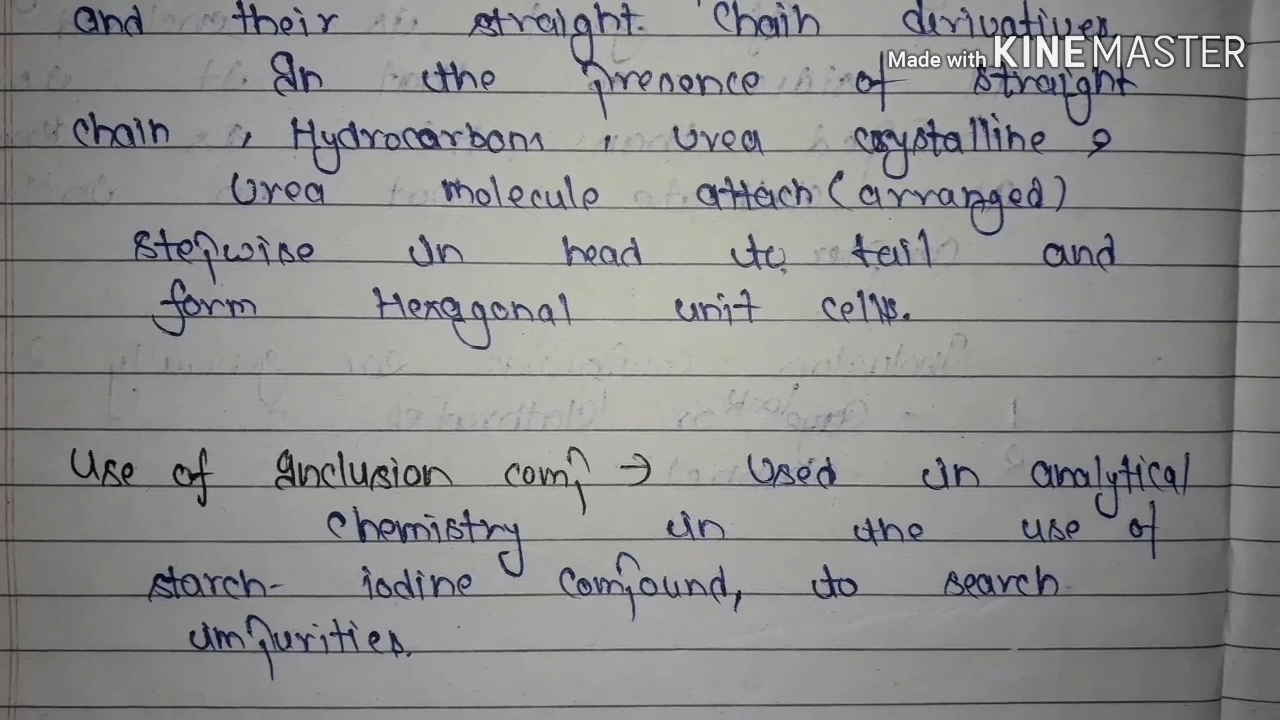 and their straight chain derivatives
Made with KINEMASTER
In the presence of straight
chain, Hydrocarbons, urea crystalline,
Urea molecule attach (arranged)
stepwise in head to tail and
form Hexagonal unit cells.
Use of Inclusion comp → Used in analytical
chemistry in the use of
starch- iodine compound, to search
impurities.